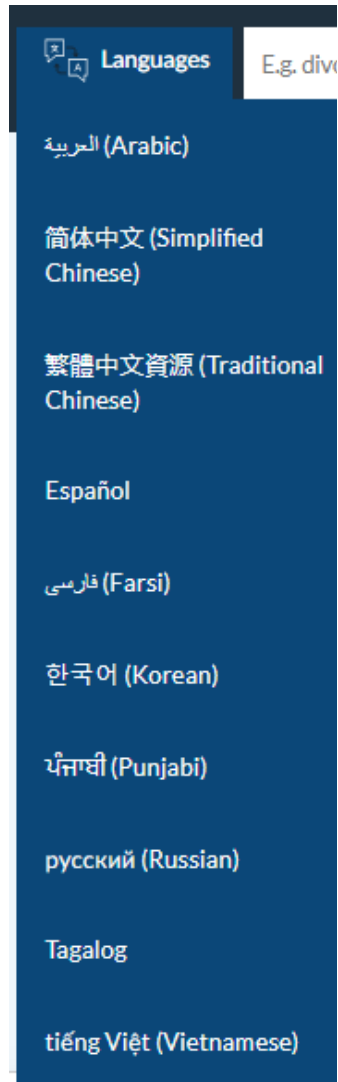 Languages
E.g. divo
العربية (Arabic)
简体中文 (Simplified
Chinese)
繁體中文資源 (Traditional
Chinese)
Español
فارسی (Farsi)
한국어 (Korean)
ਪੰਜਾਬੀ (Punjabi)
русский (Russian)
Tagalog
tiếng Việt (Vietnamese)